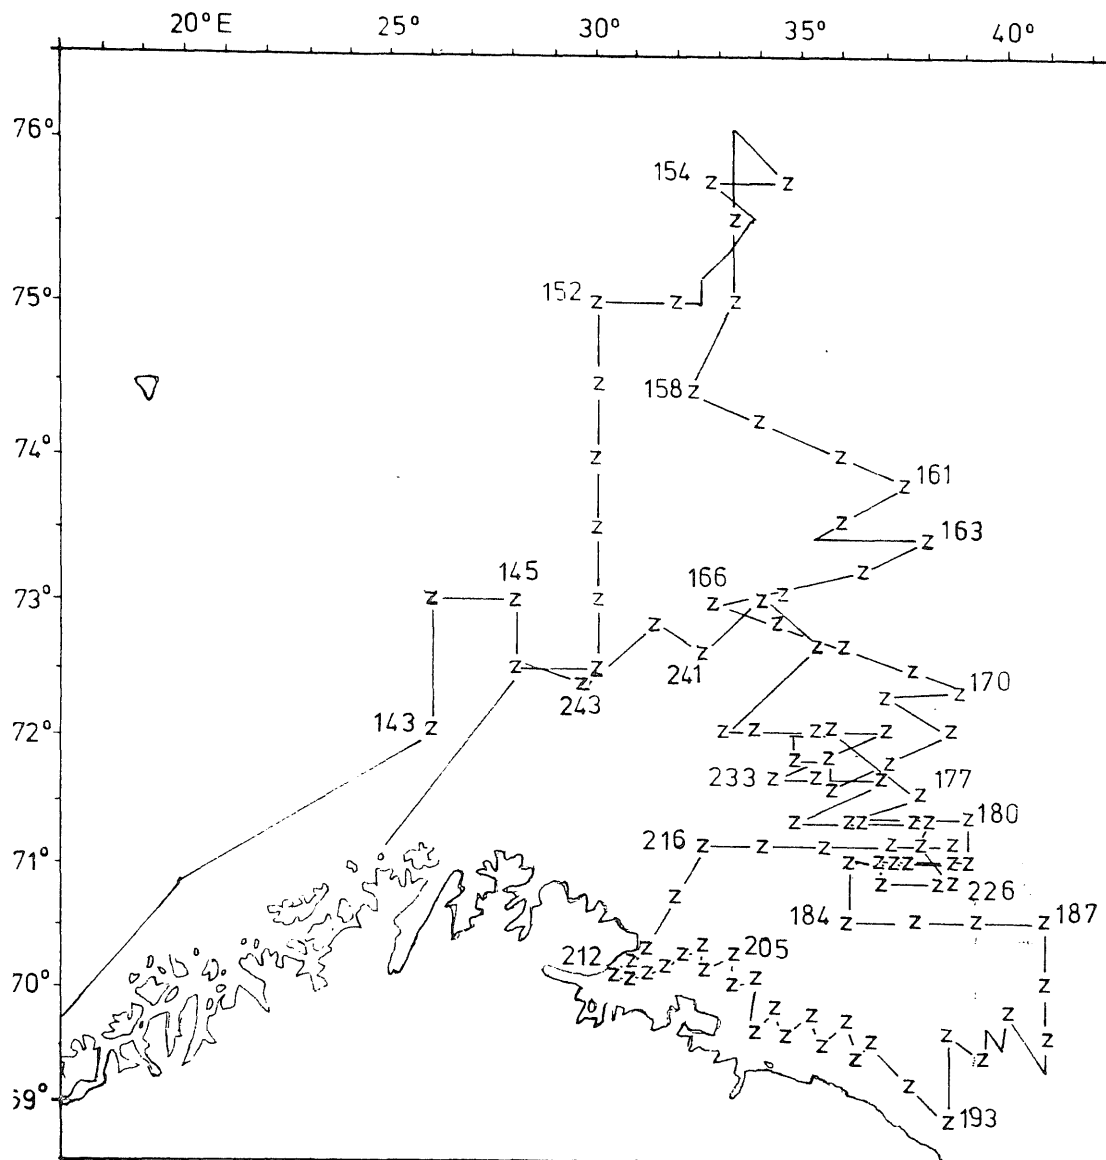 20°E 25° 30° 35° 40°
76°
154 Z Z
Z
75° 152 Z Z Z
Z 158 Z
Z
74° Z Z Z 161
Z Z
Z 163
Z
145 166
73° Z Z Z Z Z Z
Z Z
Z Z Z Z
Z Z Z 241 Z Z 170
243
72° 143 Z Z Z Z Z Z Z
Z Z Z
233 Z Z Z Z 177
Z
Z Z Z Z Z Z 180
216 Z Z Z Z Z Z
71° Z Z Z Z Z Z
Z Z Z 226
184 Z Z Z Z 187
Z Z Z Z Z 205
212 Z Z Z Z Z Z
70° Z Z Z
Z Z Z Z
Z Z Z Z Z Z
Z Z
Z
69°
Z 193